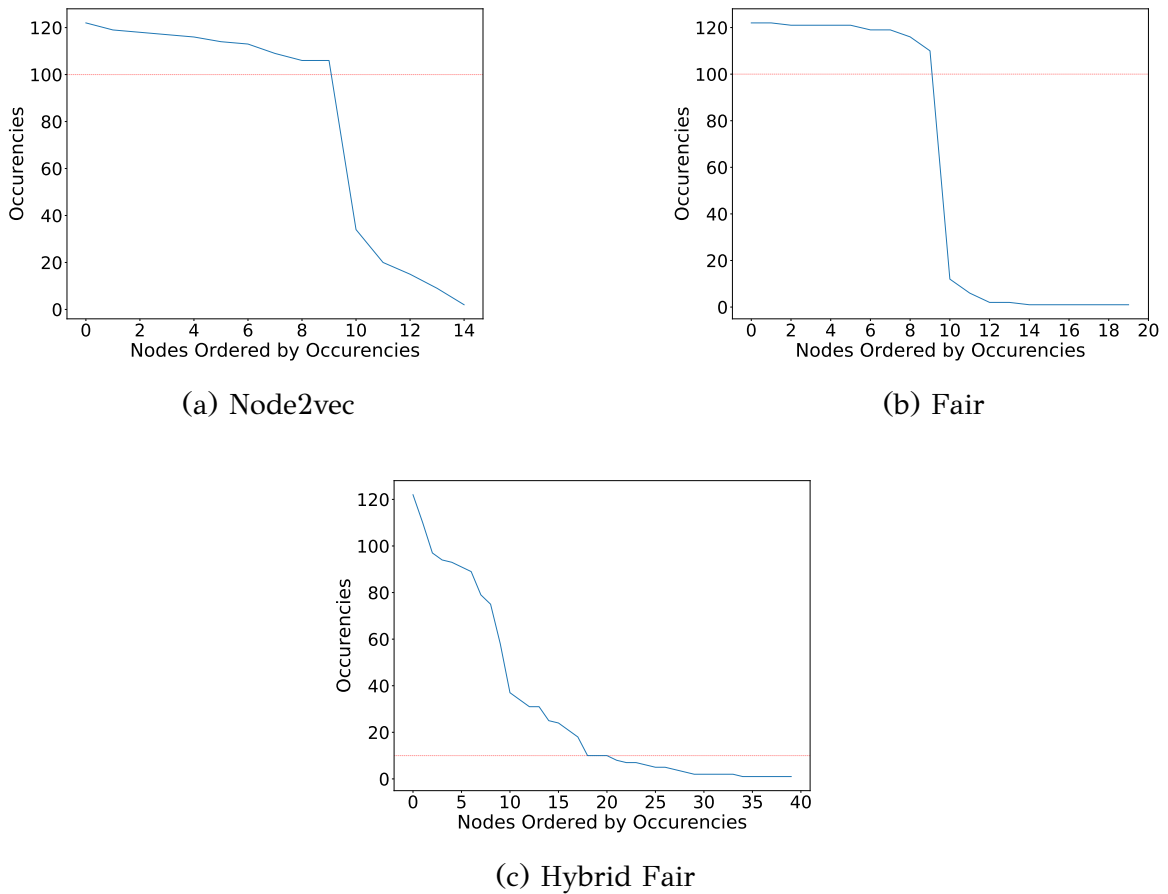 120
100
80
60
40
20
0
Occurencies
0 2 4 6 8 10 12 14
Nodes Ordered by Occurencies
(a) Node2vec
120
100
80
60
40
20
0
Occurencies
0 2 4 6 8 10 12 14 16 18 20
Nodes Ordered by Occurencies
(b) Fair
120
100
80
60
40
20
0
Occurencies
0 5 10 15 20 25 30 35 40
Nodes Ordered by Occurencies
(c) Hybrid Fair